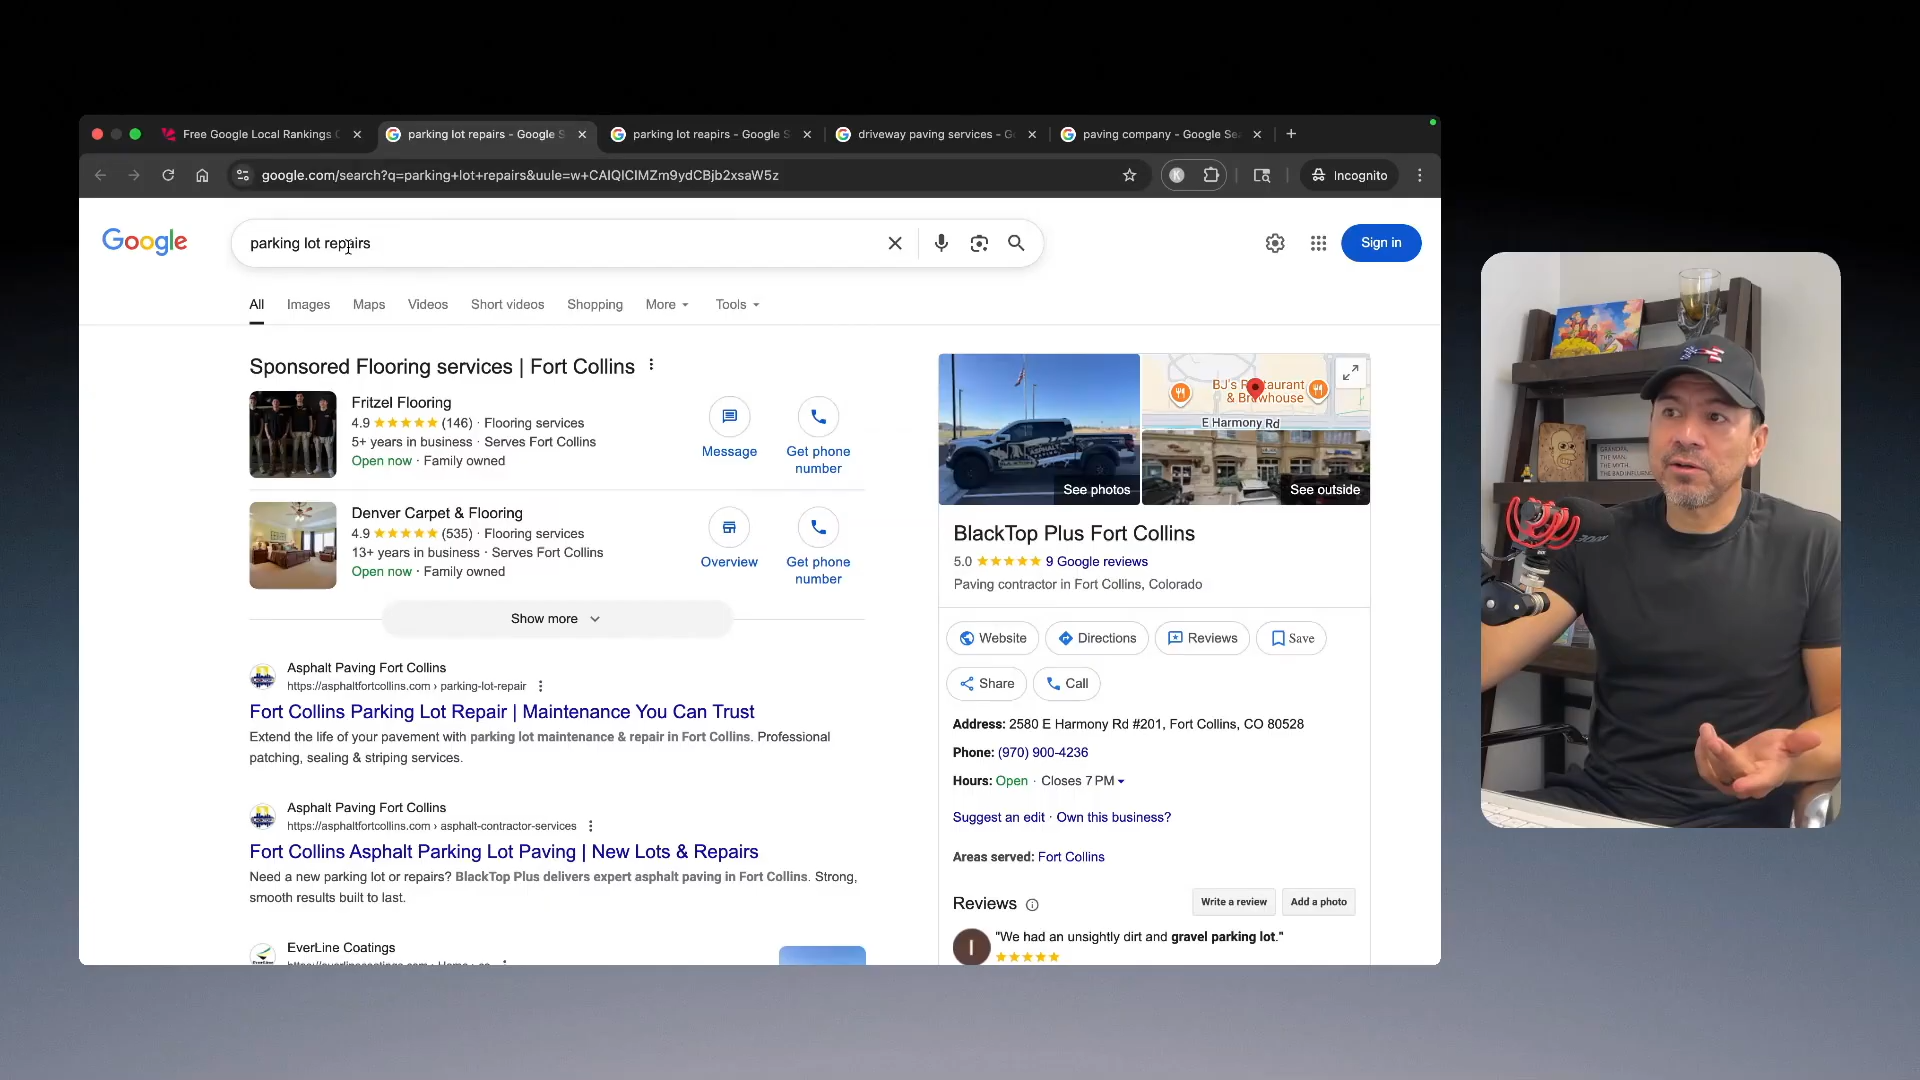 Free Google Local Rankings
parking lot repairs - Google S
parking lot reapirs - Google S
driveway paving services - G
paving company - Google Se
google.com/search?q=parking+lot+repairs&uule=w+CAIQICIMZm9ydCBjb2xsaW5z
K
Incognito
Google
parking lot repairs
Sign in
All
Images
Maps
Videos
Short videos
Shopping
More
Tools
Sponsored Flooring services | Fort Collins
Fritzel Flooring
4.9 ★★★★★ (146) · Flooring services
5+ years in business · Serves Fort Collins
Open now · Family owned
Message
Get phone
number
Denver Carpet & Flooring
4.9 ★★★★★ (535) · Flooring services
13+ years in business · Serves Fort Collins
Open now · Family owned
Overview
Get phone
number
Show more
Asphalt Paving Fort Collins
https://asphaltfortcollins.com › parking-lot-repair
Fort Collins Parking Lot Repair | Maintenance You Can Trust
Extend the life of your pavement with parking lot maintenance & repair in Fort Collins. Professional
patching, sealing & striping services.
Asphalt Paving Fort Collins
https://asphaltfortcollins.com › asphalt-contractor-services
Fort Collins Asphalt Parking Lot Paving | New Lots & Repairs
Need a new parking lot or repairs? BlackTop Plus delivers expert asphalt paving in Fort Collins. Strong,
smooth results built to last.
EverLine Coatings
BJ's Restaurant
& Brewhouse
E Harmony Rd
See photos
See outside
BlackTop Plus Fort Collins
5.0 ★★★★★ 9 Google reviews
Paving contractor in Fort Collins, Colorado
Website
Directions
Reviews
Save
Share
Call
Address: 2580 E Harmony Rd #201, Fort Collins, CO 80528
Phone: (970) 900-4236
Hours: Open · Closes 7 PM
Suggest an edit · Own this business?
Areas served: Fort Collins
Reviews
Write a review
Add a photo
I
"We had an unsightly dirt and gravel parking lot."
★★★★★
GRANDPA
THE MAN
THE MYTH
THE BAD INFLUENCE